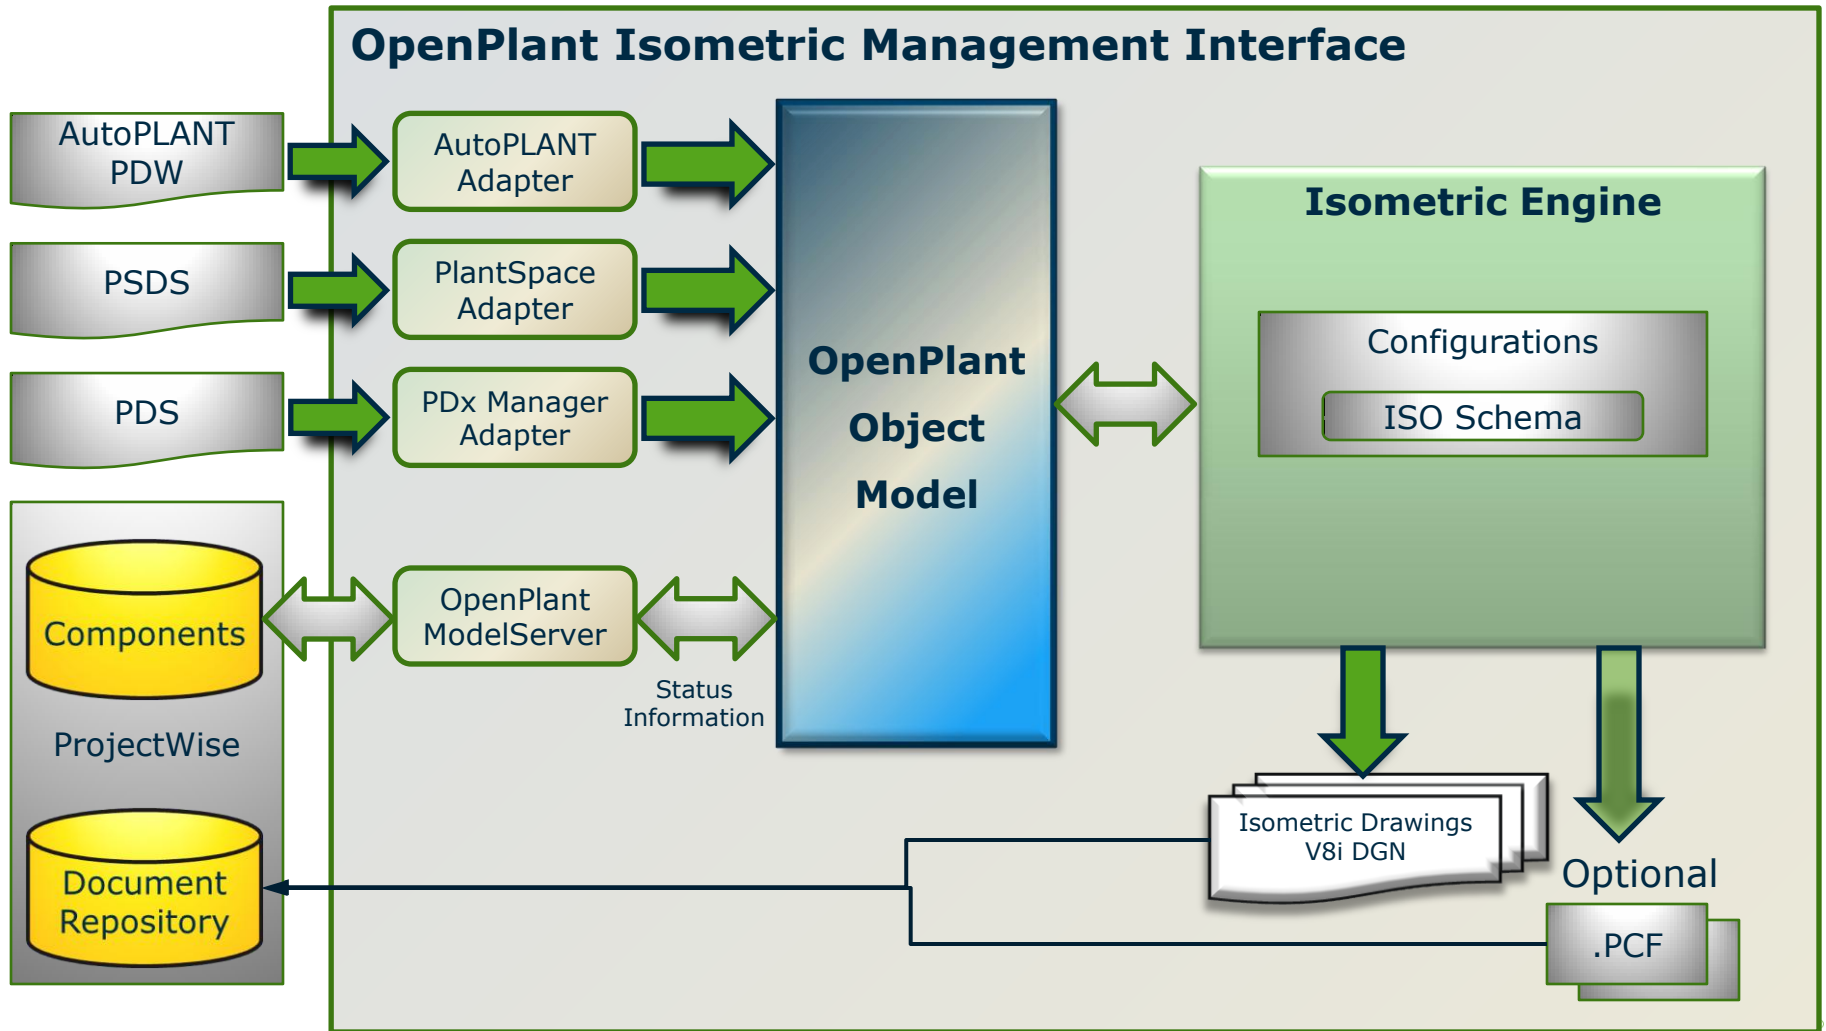 OpenPlant Isometric Management Interface
AutoPLANT
PDW
AutoPLANT
Adapter
PSDS
PlantSpace
Adapter
PDS
PDx Manager
Adapter
OpenPlant
Object
Model
Isometric Engine
Configurations
ISO Schema
Components
ProjectWise
Document
Repository
OpenPlant
ModelServer
Status
Information
Isometric Drawings
V8i DGN
Optional
.PCF